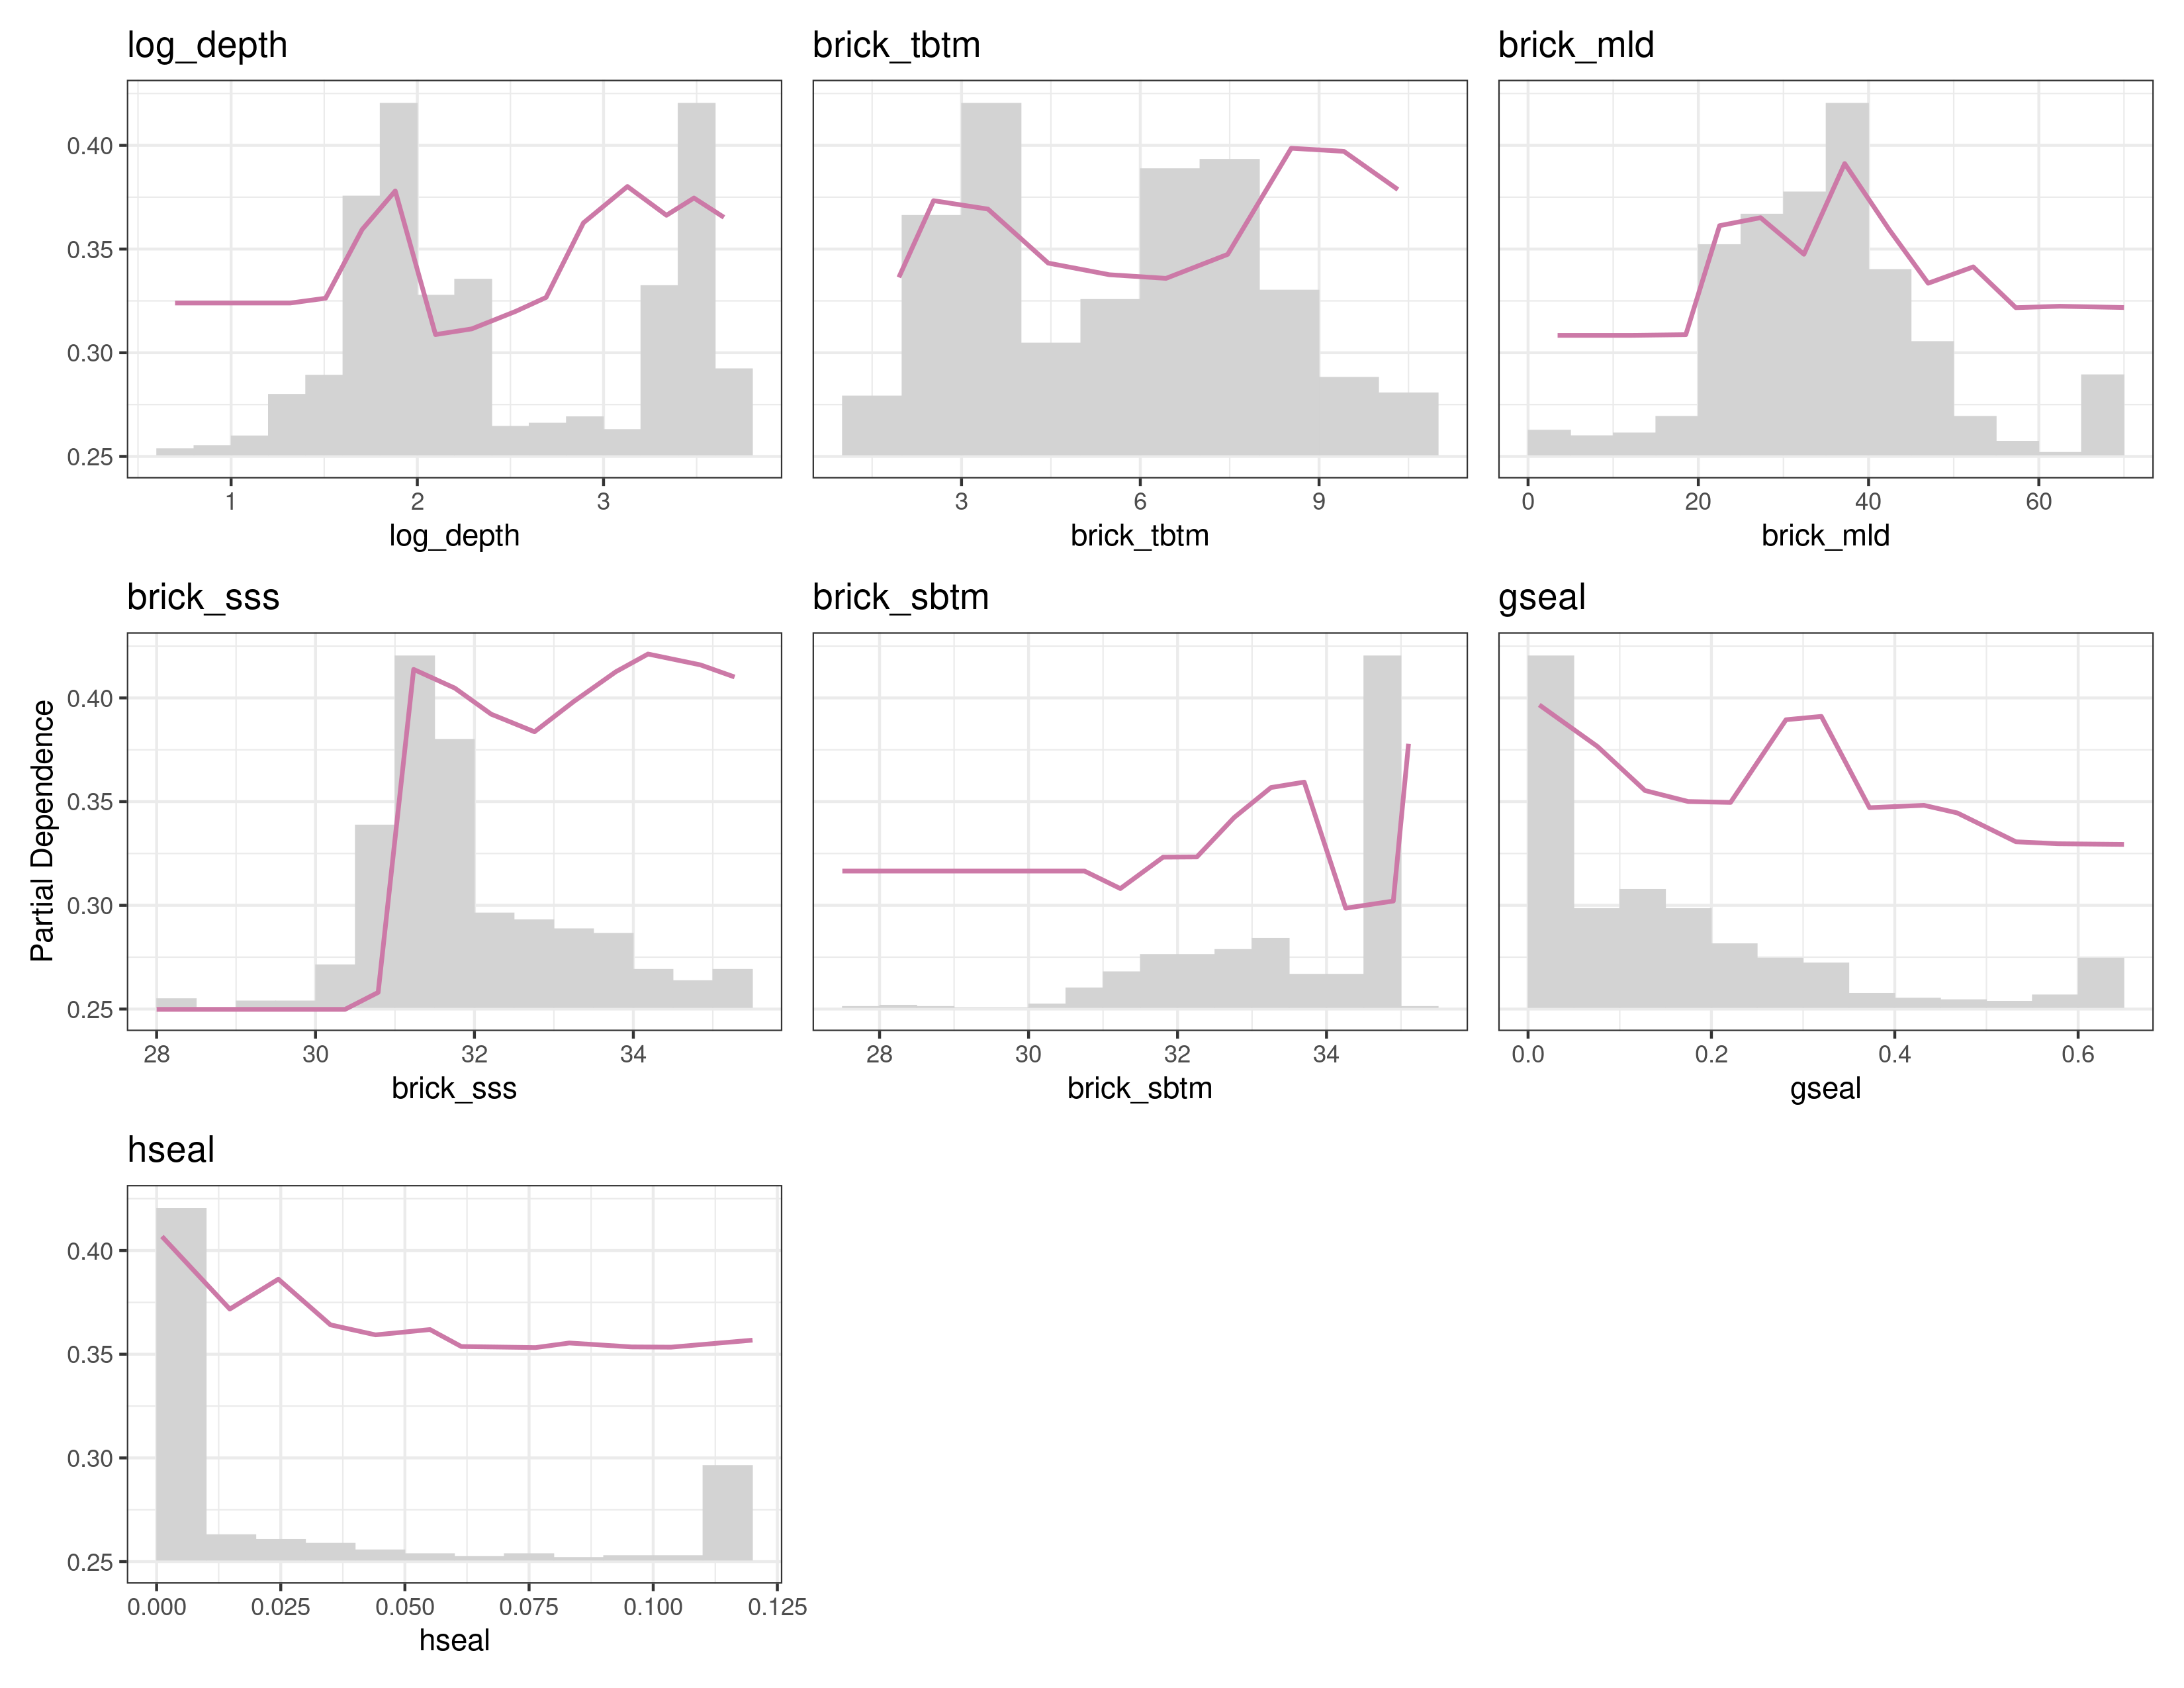 log_depth
brick_tbtm
brick_mld
0.40
0.35
0.30
0.25
1 2 3
3 6 9
0 20 40 60
log_depth
brick_tbtm
brick_mld
brick_sss
brick_sbtm
gseal
Partial Dependence
0.40
0.35
0.30
0.25
28 30 32 34
28 30 32 34
0.0 0.2 0.4 0.6
brick_sss
brick_sbtm
gseal
hseal
0.40
0.35
0.30
0.25
0.000 0.025 0.050 0.075 0.100 0.125
hseal